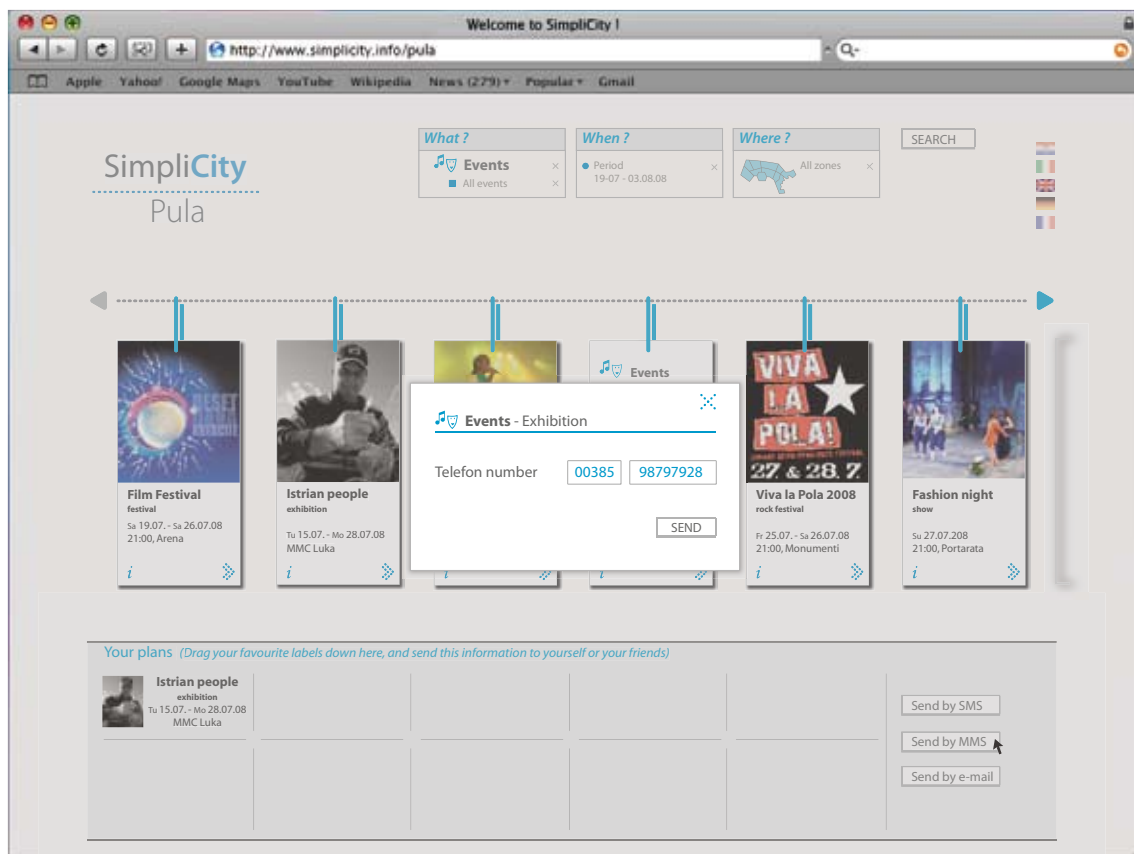 Welcome to SimpliCity !
http://www.simplicity.info/pula
Q-
Apple Yahoo! Google Maps YouTube Wikipedia News (279) Popular Gmail
SimpliCity
Pula
What ?
Events
All events
When ?
Period
19-07 - 03.08.08
Where ?
All zones
SEARCH
Events
VIVA
LA
POLA!
27. & 28. 7.
Events - Exhibition
Telefon number 00385 98797928
SEND
Film Festival
festival
Sa 19.07. - Sa 26.07.08
21:00, Arena
i
Istrian people
exhibition
Tu 15.07. - Mo 28.07.08
MMC Luka
i
Viva la Pola 2008
rock festival
Fr 25.07. - Sa 26.07.08
21:00, Monumenti
i
Fashion night
show
Su 27.07.208
21:00, Portarata
i
Your plans (Drag your favourite labels down here, and send this information to yourself or your friends)
Istrian people
exhibition
Tu 15.07. - Mo 28.07.08
MMC Luka
Send by SMS
Send by MMS
Send by e-mail